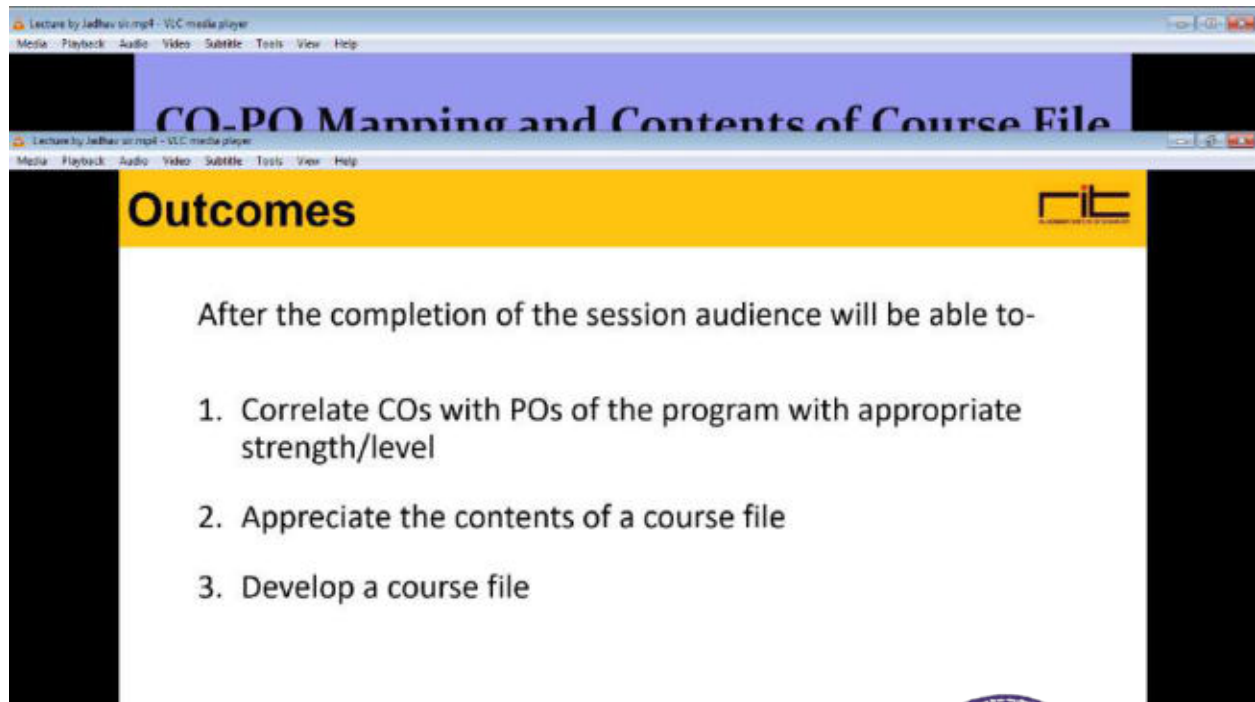 Lecture by Jadhav sir.mp4 - VLC media player
Media Playback Audio Video Subtitle Tools View Help
CO-PO Mapping and Contents of Course File
Lecture by Jadhav sir.mp4 - VLC media player
Media Playback Audio Video Subtitle Tools View Help
Outcomes
rit
After the completion of the session audience will be able to-
1. Correlate COs with POs of the program with appropriate
strength/level
2. Appreciate the contents of a course file
3. Develop a course file